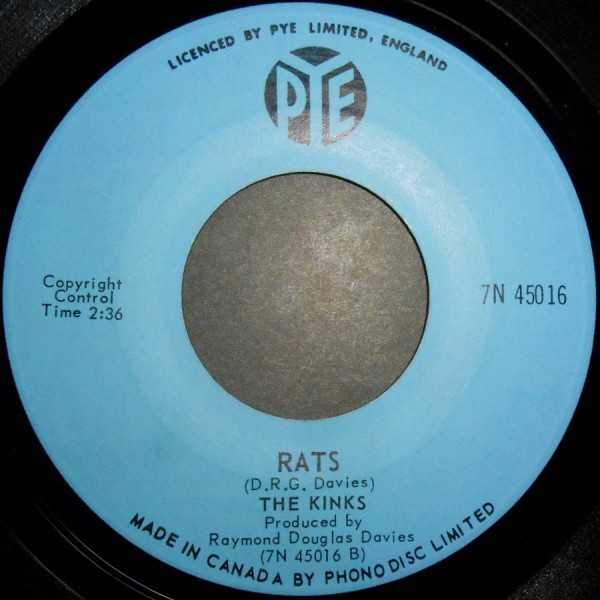 LICENCED BY PYE LIMITED, ENGLAND
PYE
Copyright
Control
Time 2:36
7N 45016
RATS
(D.R.G. Davies)
THE KINKS
Produced by
Raymond Douglas Davies
(7N 45016 B)
MADE IN CANADA BY PHONODISC LIMITED